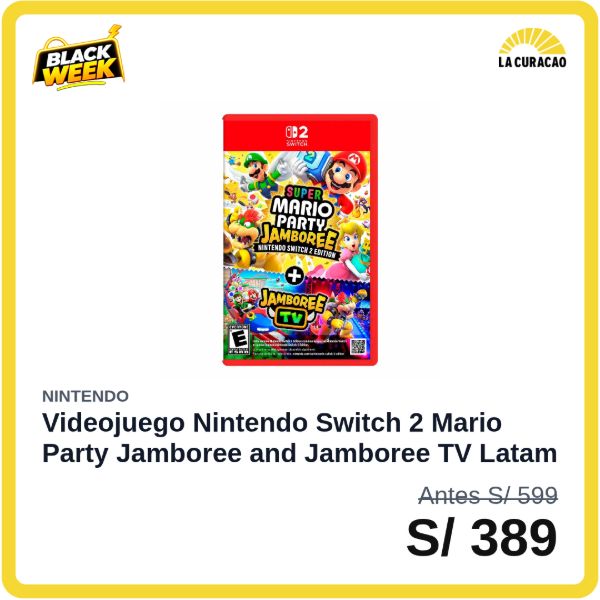 BLACK
WEEK
LA CURACAO
2
NINTENDO
SWITCH
SUPER
MARIO
PARTY
JAMBOREE
NINTENDO SWITCH 2 EDITION
+
JAMBOREE
TV
EVERYONE
E
NINTENDO
Videojuego Nintendo Switch 2 Mario
Party Jamboree and Jamboree TV Latam
Antes S/ 599
S/ 389